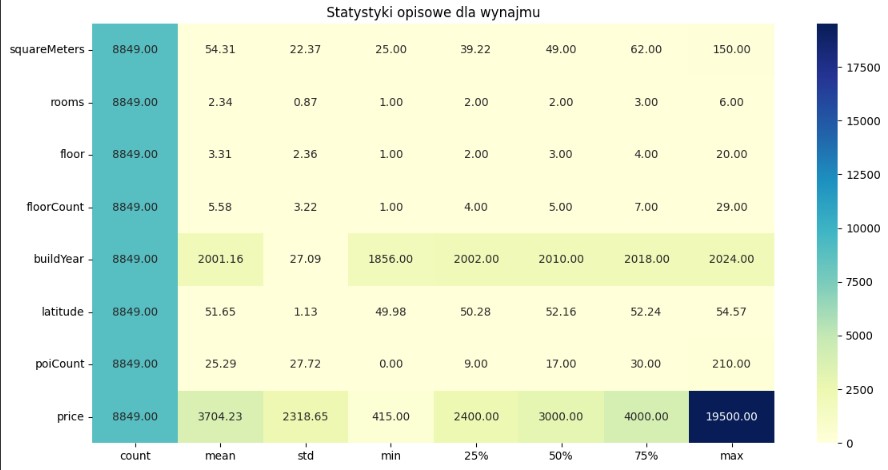 Statystyki opisowe dla wynajmu
squareMeters 8849.00 54.31 22.37 25.00 39.22 49.00 62.00 150.00
rooms 8849.00 2.34 0.87 1.00 2.00 2.00 3.00 6.00
floor 8849.00 3.31 2.36 1.00 2.00 3.00 4.00 20.00
floorCount 8849.00 5.58 3.22 1.00 4.00 5.00 7.00 29.00
buildYear 8849.00 2001.16 27.09 1856.00 2002.00 2010.00 2018.00 2024.00
latitude 8849.00 51.65 1.13 49.98 50.28 52.16 52.24 54.57
poiCount 8849.00 25.29 27.72 0.00 9.00 17.00 30.00 210.00
price 8849.00 3704.23 2318.65 415.00 2400.00 3000.00 4000.00 19500.00
count mean std min 25% 50% 75% max
17500
15000
12500
10000
7500
5000
2500
0